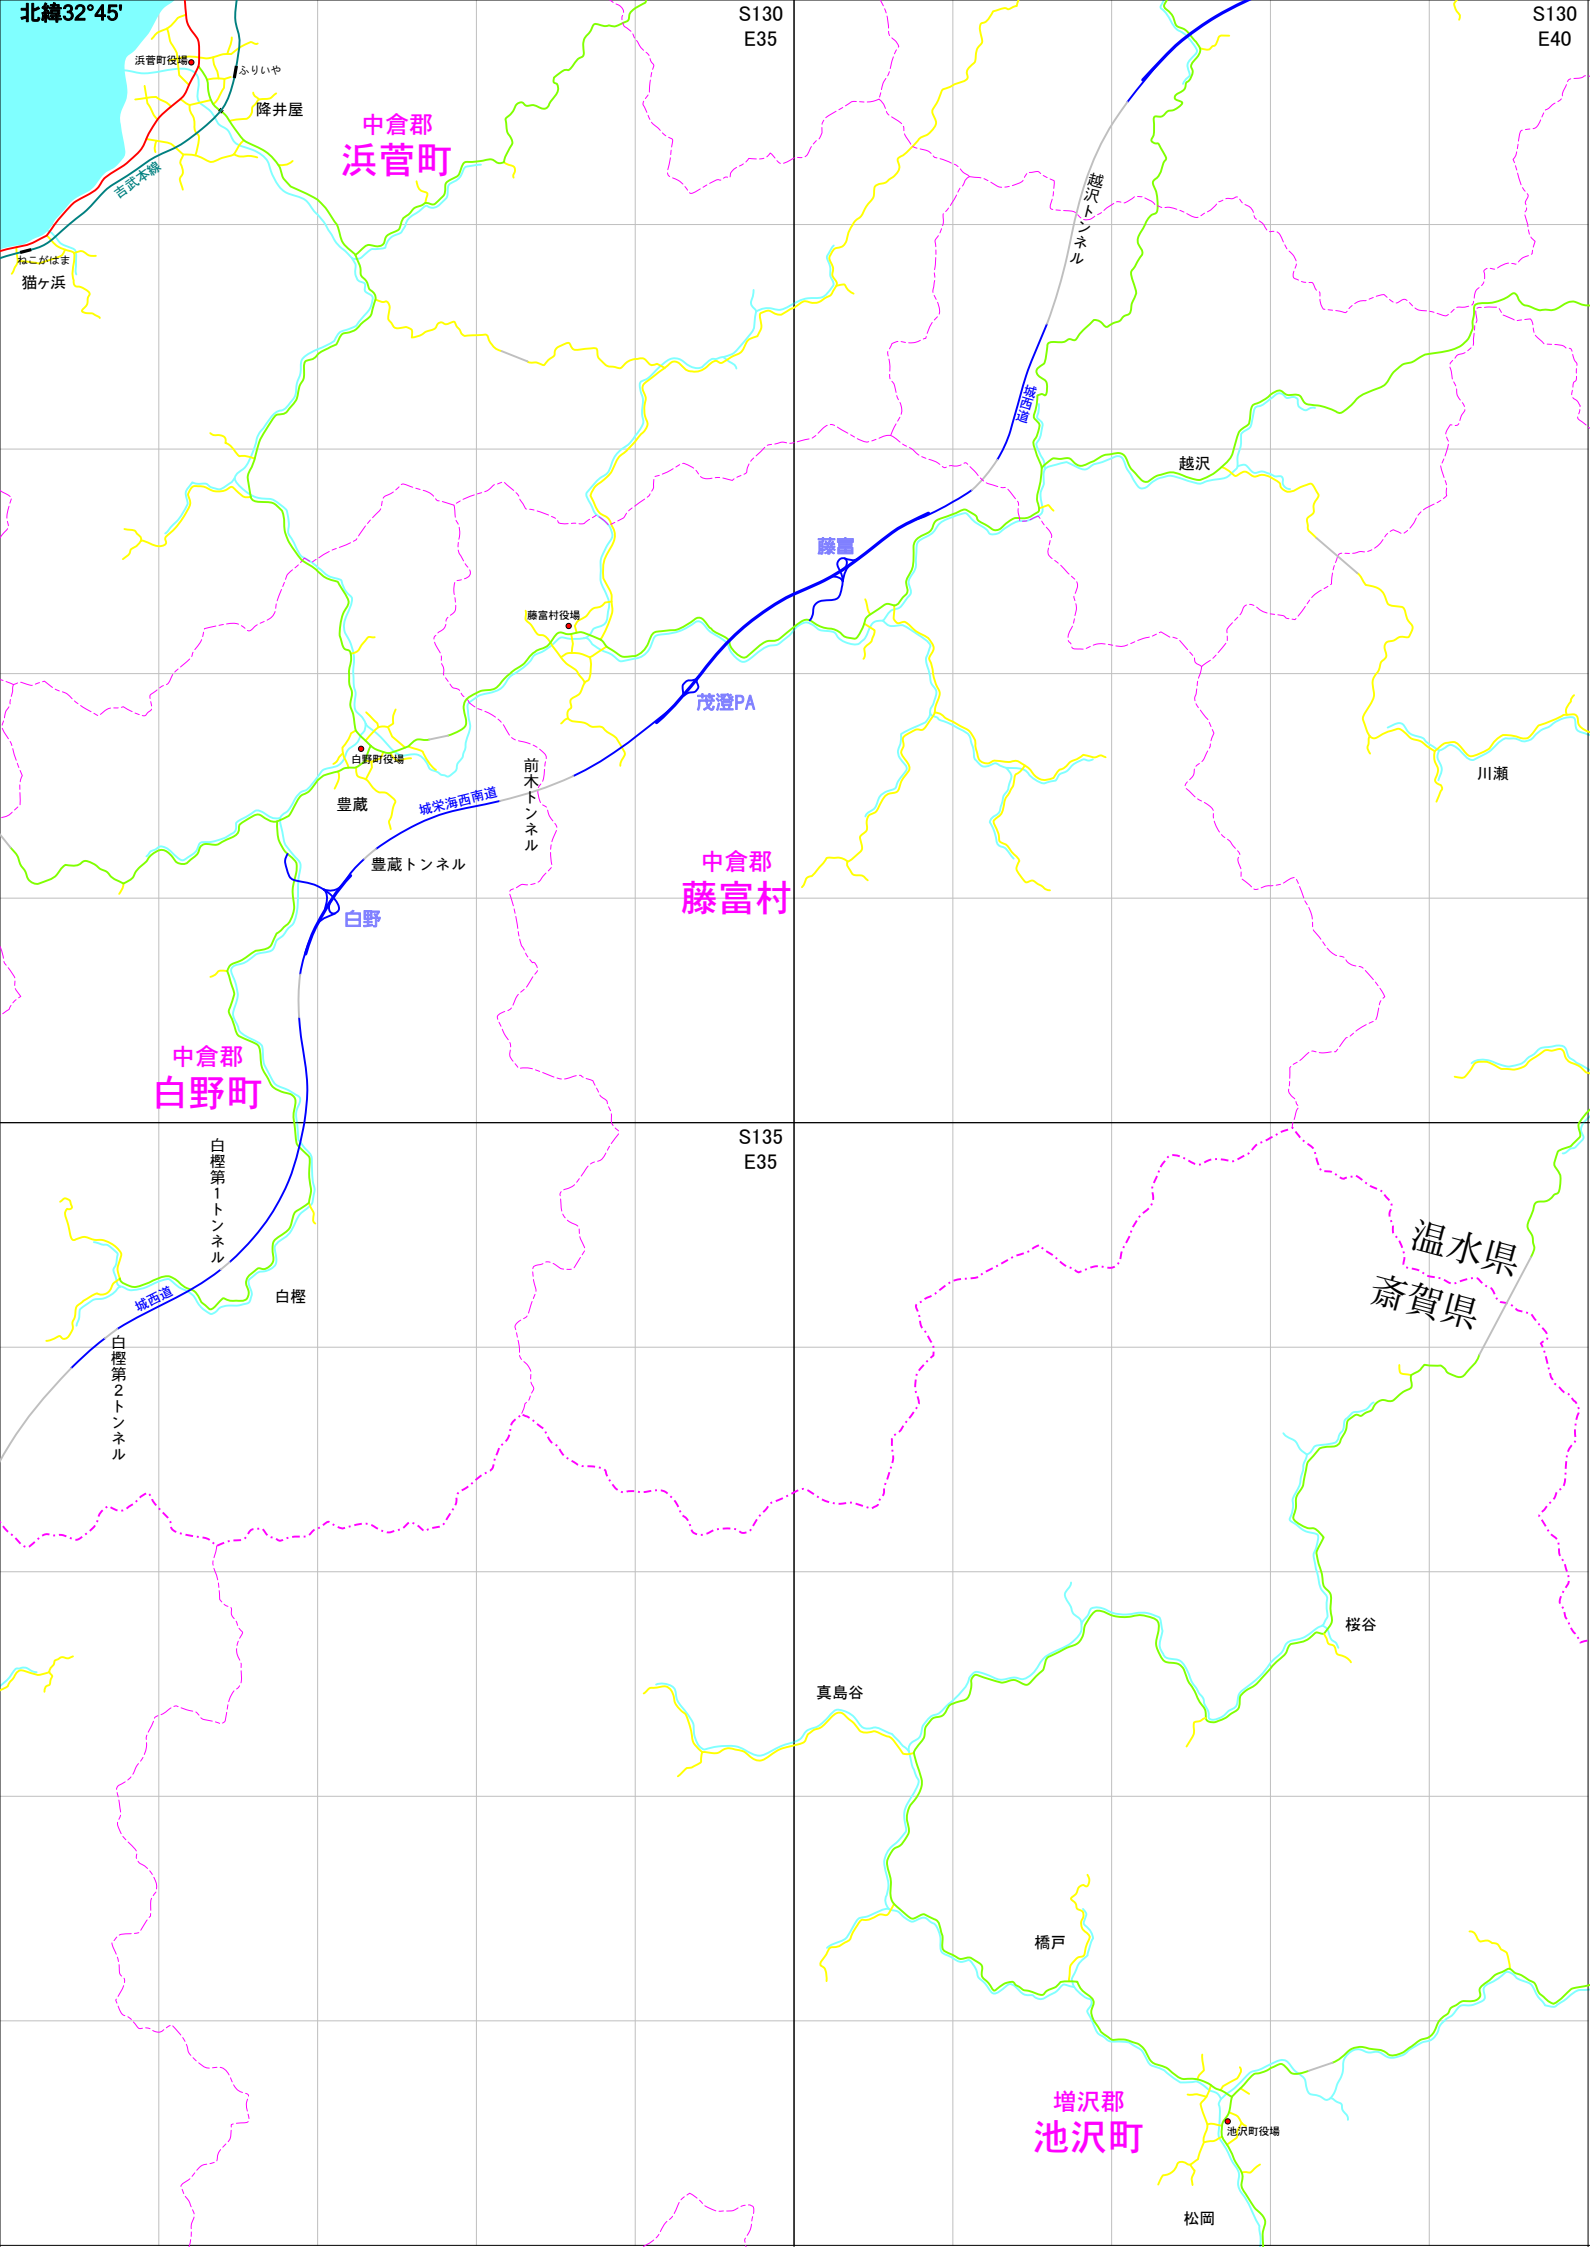 北緯32°45'
S130
E35
S130
E40
浜菅町役場
ふりいや
降井屋
中倉郡
浜菅町
吉武本線
ねこがはま
猫ヶ浜
越沢トンネル
城西道
越沢
藤富
藤富村役場
茂澄PA
白野町役場
豊蔵
城栄海西南道
前木トンネル
川瀬
豊蔵トンネル
中倉郡
藤富村
白野
中倉郡
白野町
S135
E35
白樫第1トンネル
温水県
斎賀県
白樫
城西道
白樫第2トンネル
桜谷
真島谷
橋戸
増沢郡
池沢町
池沢町役場
松岡